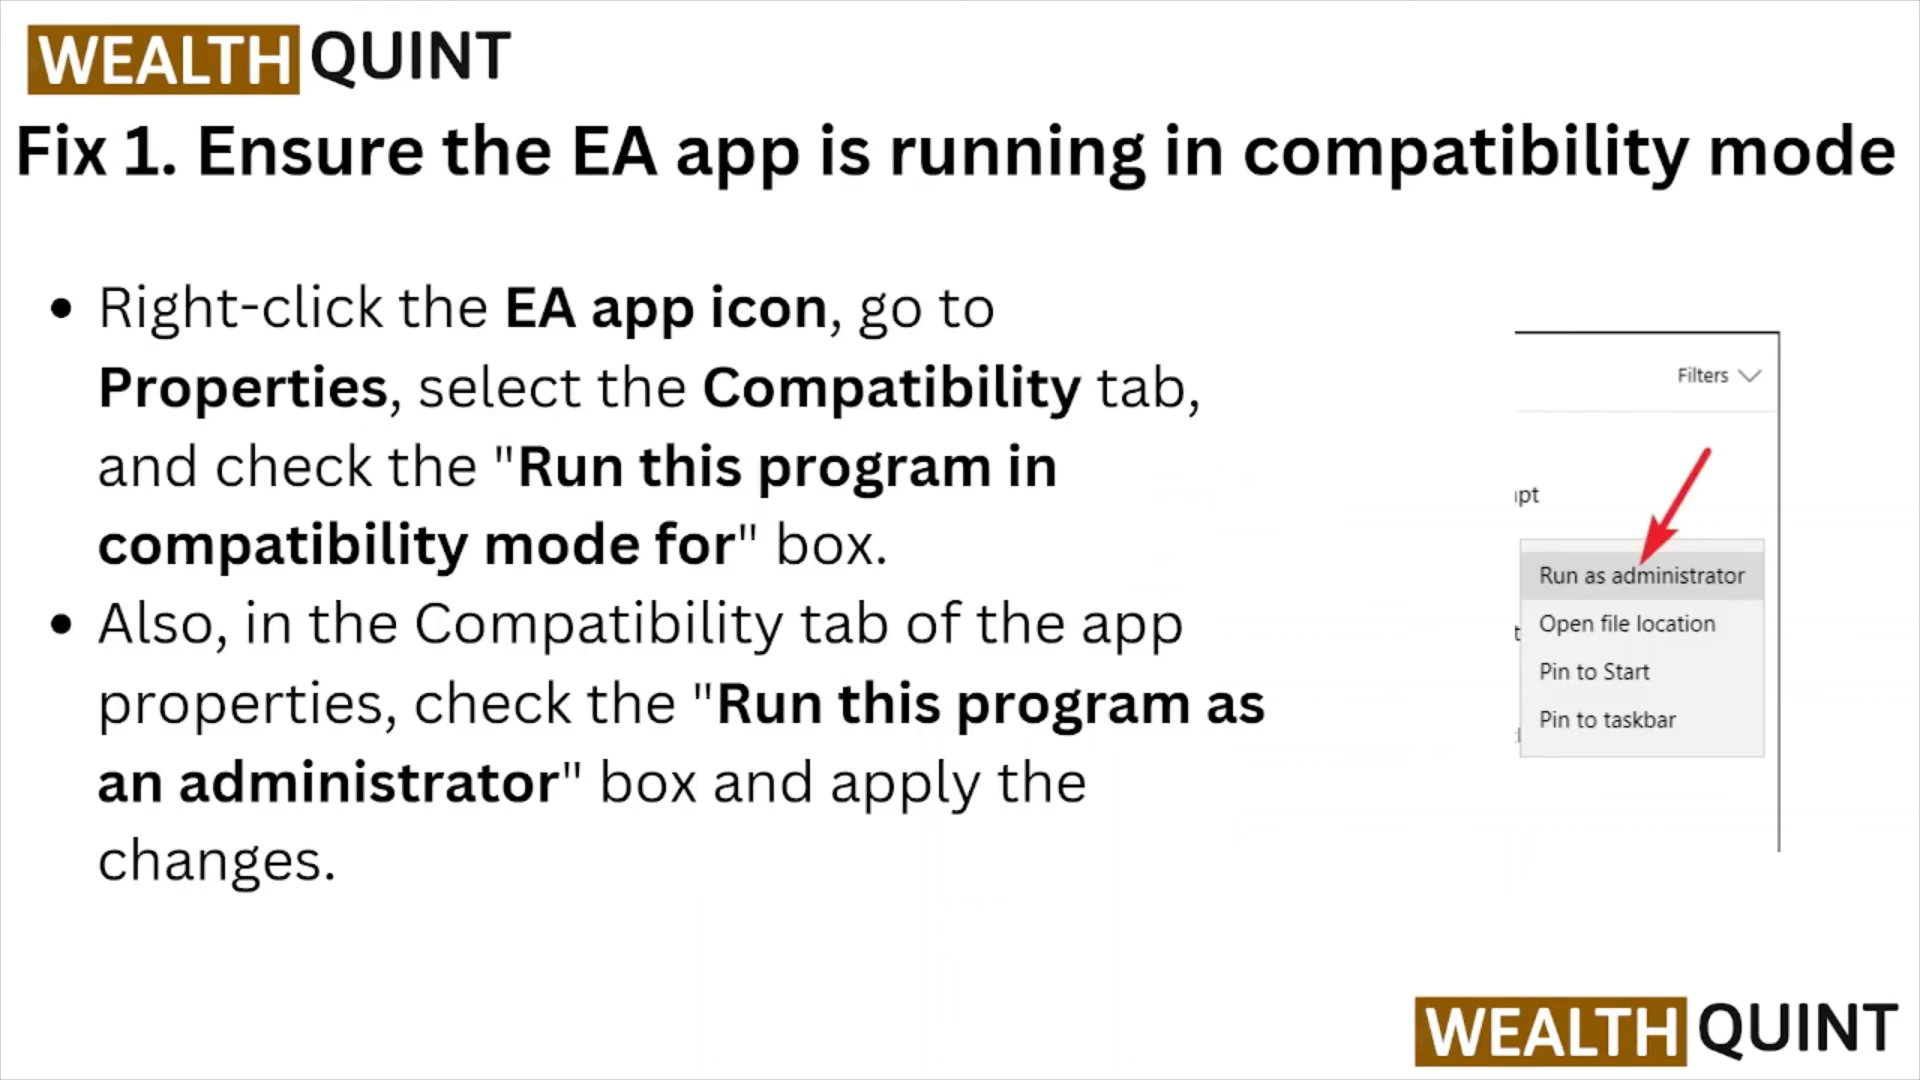 WEALTH QUINT
Fix 1. Ensure the EA app is running in compatibility mode
• Right-click the EA app icon, go to
Properties, select the Compatibility tab,
and check the "Run this program in
compatibility mode for" box.
• Also, in the Compatibility tab of the app
properties, check the "Run this program as
an administrator" box and apply the
changes.
Filters
Run as administrator
Open file location
Pin to Start
Pin to taskbar
WEALTH QUINT